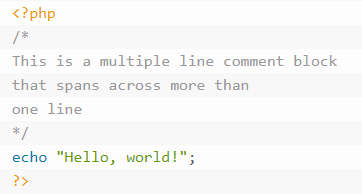 <?php
/*
This is a multiple line comment block
that spans across more than
one line
*/
echo "Hello, world!";
?>